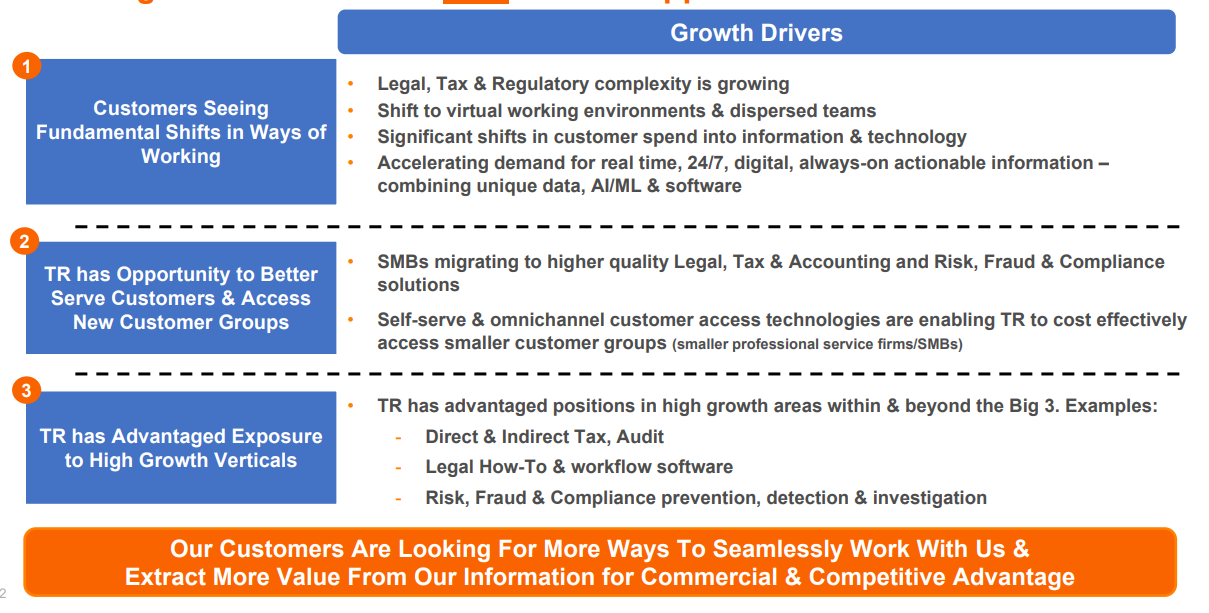 Growth Drivers
1
Customers Seeing
Fundamental Shifts in Ways of
Working
• Legal, Tax & Regulatory complexity is growing
• Shift to virtual working environments & dispersed teams
• Significant shifts in customer spend into information & technology
• Accelerating demand for real time, 24/7, digital, always-on actionable information –
combining unique data, AI/ML & software
2
TR has Opportunity to Better
Serve Customers & Access
New Customer Groups
• SMBs migrating to higher quality Legal, Tax & Accounting and Risk, Fraud & Compliance
solutions
• Self-serve & omnichannel customer access technologies are enabling TR to cost effectively
access smaller customer groups (smaller professional service firms/SMBs)
3
TR has Advantaged Exposure
to High Growth Verticals
• TR has advantaged positions in high growth areas within & beyond the Big 3. Examples:
- Direct & Indirect Tax, Audit
- Legal How-To & workflow software
- Risk, Fraud & Compliance prevention, detection & investigation
Our Customers Are Looking For More Ways To Seamlessly Work With Us &
Extract More Value From Our Information for Commercial & Competitive Advantage
2